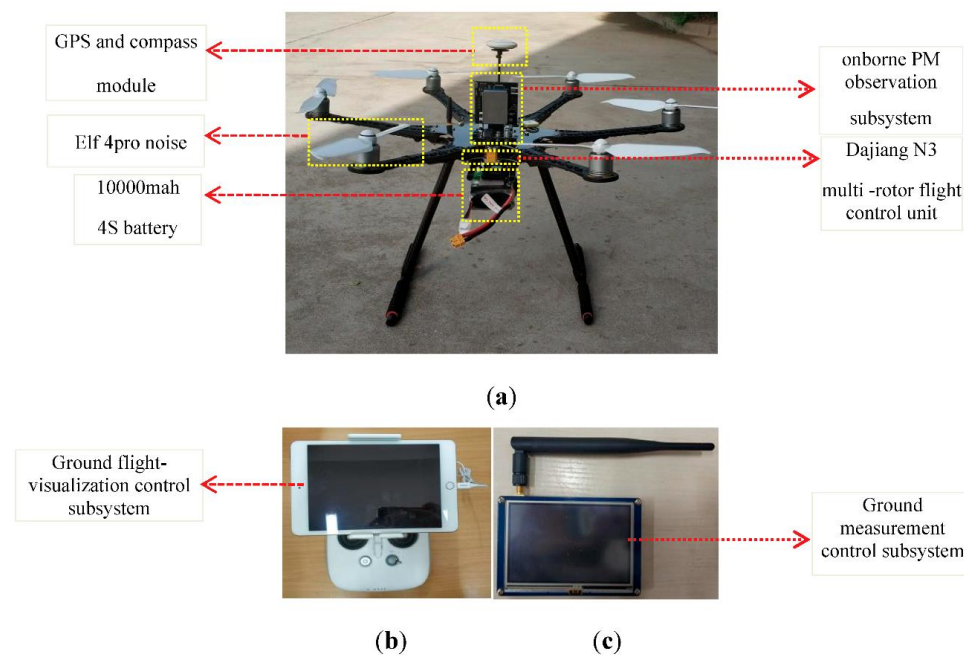 GPS and compass
module
Elf 4pro noise
10000mah
4S battery
onborne PM
observation
subsystem
Dajiang N3
multi -rotor flight
control unit
(a)
Ground flight-
visualization control
subsystem
Ground
measurement
control subsystem
(b)
(c)